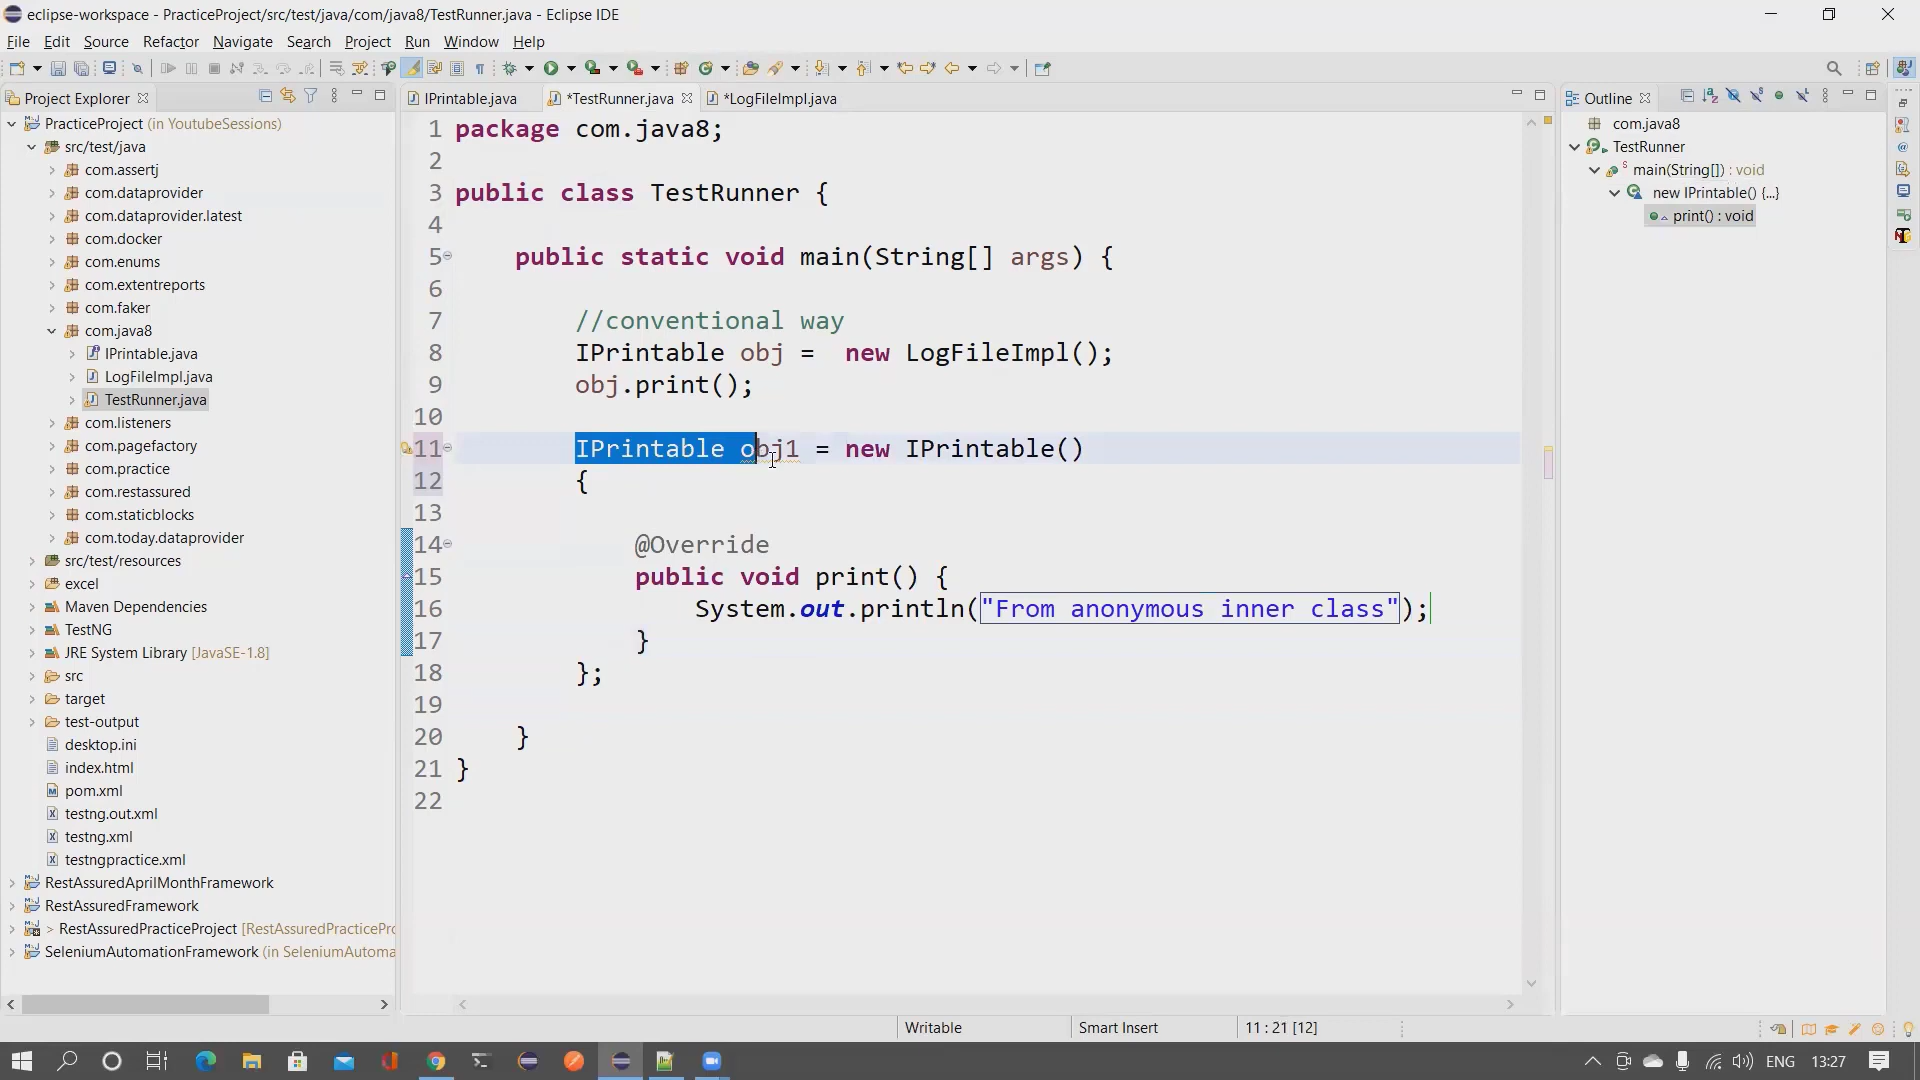 eclipse-workspace - PracticeProject/src/test/java/com/java8/TestRunner.java - Eclipse IDE
File Edit Source Refactor Navigate Search Project Run Window Help
Project Explorer
IPrintable.java *TestRunner.java *LogFileImpl.java
Outline
PracticeProject (in YoutubeSessions)
src/test/java
com.assertj
com.dataprovider
com.dataprovider.latest
com.docker
com.enums
com.extentreports
com.faker
com.java8
IPrintable.java
LogFileImpl.java
TestRunner.java
com.listeners
com.pagefactory
com.practice
com.restassured
com.staticblocks
com.today.dataprovider
src/test/resources
excel
Maven Dependencies
TestNG
JRE System Library [JavaSE-1.8]
src
target
test-output
desktop.ini
index.html
pom.xml
testng.out.xml
testng.xml
testngpractice.xml
RestAssuredAprilMonthFramework
RestAssuredFramework
> RestAssuredPracticeProject [RestAssuredPrc
SeleniumAutomationFramework (in SeleniumAutoma
1 package com.java8;
2
3 public class TestRunner {
4
5 public static void main(String[] args) {
6
7 //conventional way
8 IPrintable obj = new LogFileImpl();
9 obj.print();
10
11 IPrintable obj1 = new IPrintable()
12 {
13
14 @Override
15 public void print() {
16 System.out.println("From anonymous inner class");
17 }
18 };
19
20 }
21 }
22
com.java8
TestRunner
main(String[]) : void
new IPrintable() {...}
print() : void
Writable Smart Insert 11 : 21 [12]
ENG 13:27